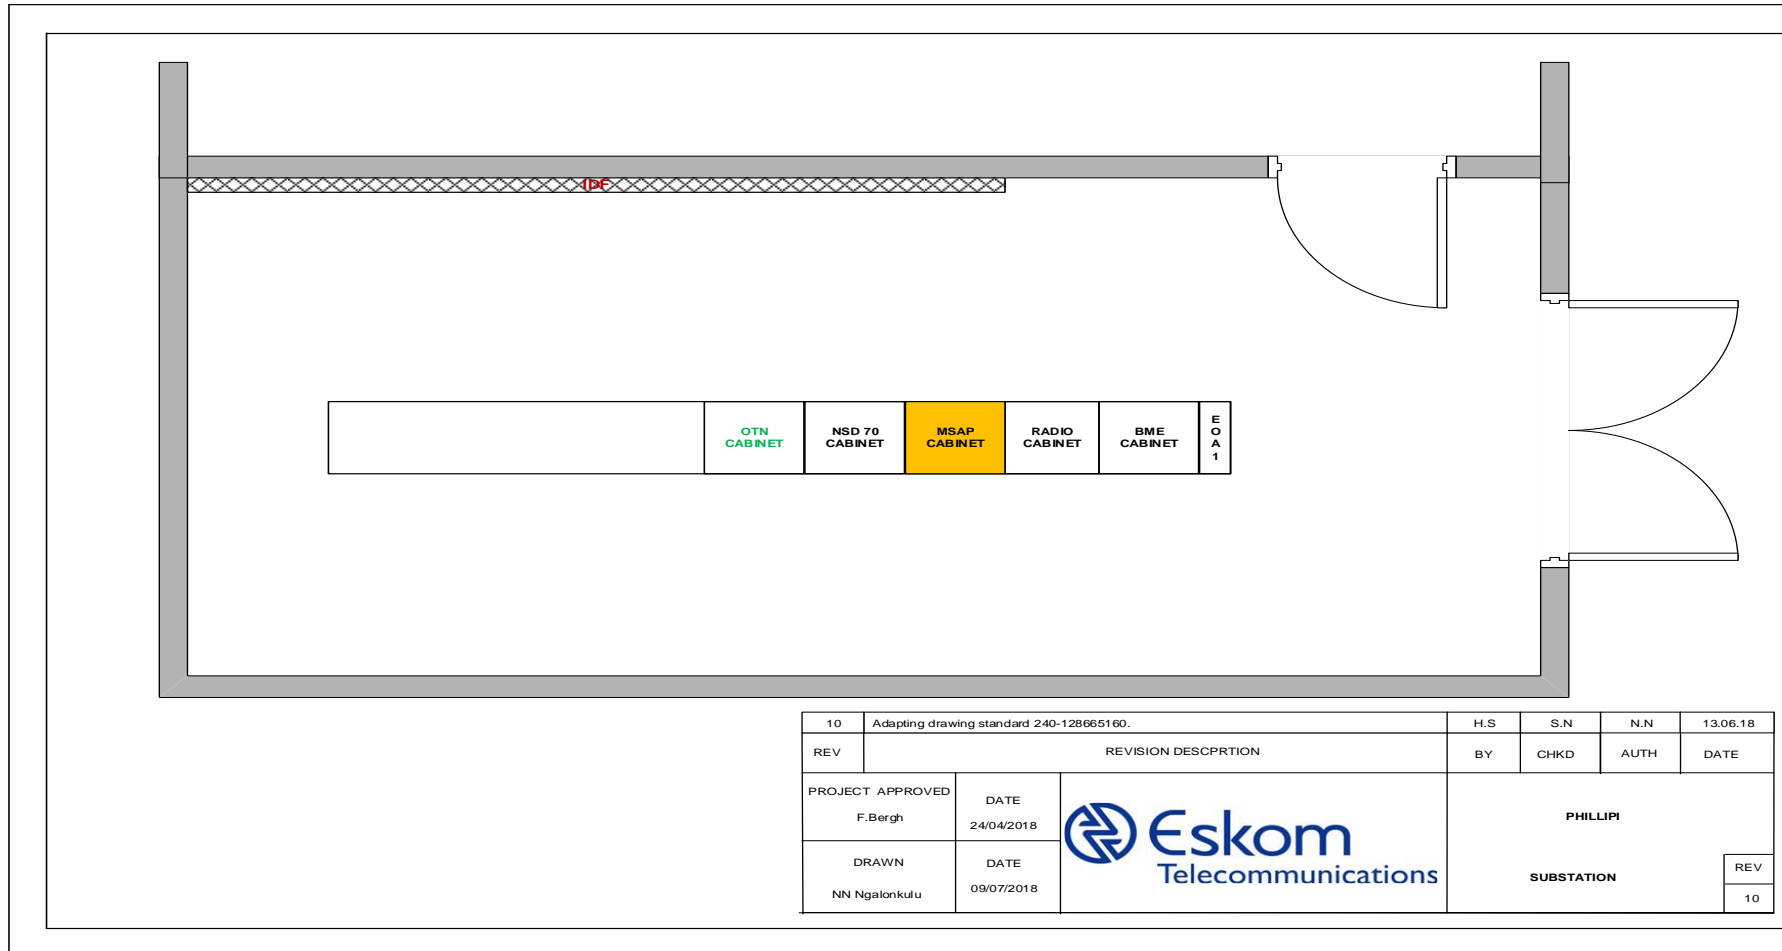 IDF
OTN
CABINET
NSD 70
CABINET
MSAP
CABINET
RADIO
CABINET
BME
CABINET
E
O
A
1
10
Adapting drawing standard 240-128665160.
H.S
S.N
N.N
13.06.18
REV
REVISION DESCPRTION
BY
CHKD
AUTH
DATE
PROJECT APPROVED
F.Bergh
DATE
24/04/2018
DRAWN
NN Ngalonkulu
DATE
09/07/2018
Eskom
Telecommunications
PHILLIPI
SUBSTATION
REV
10